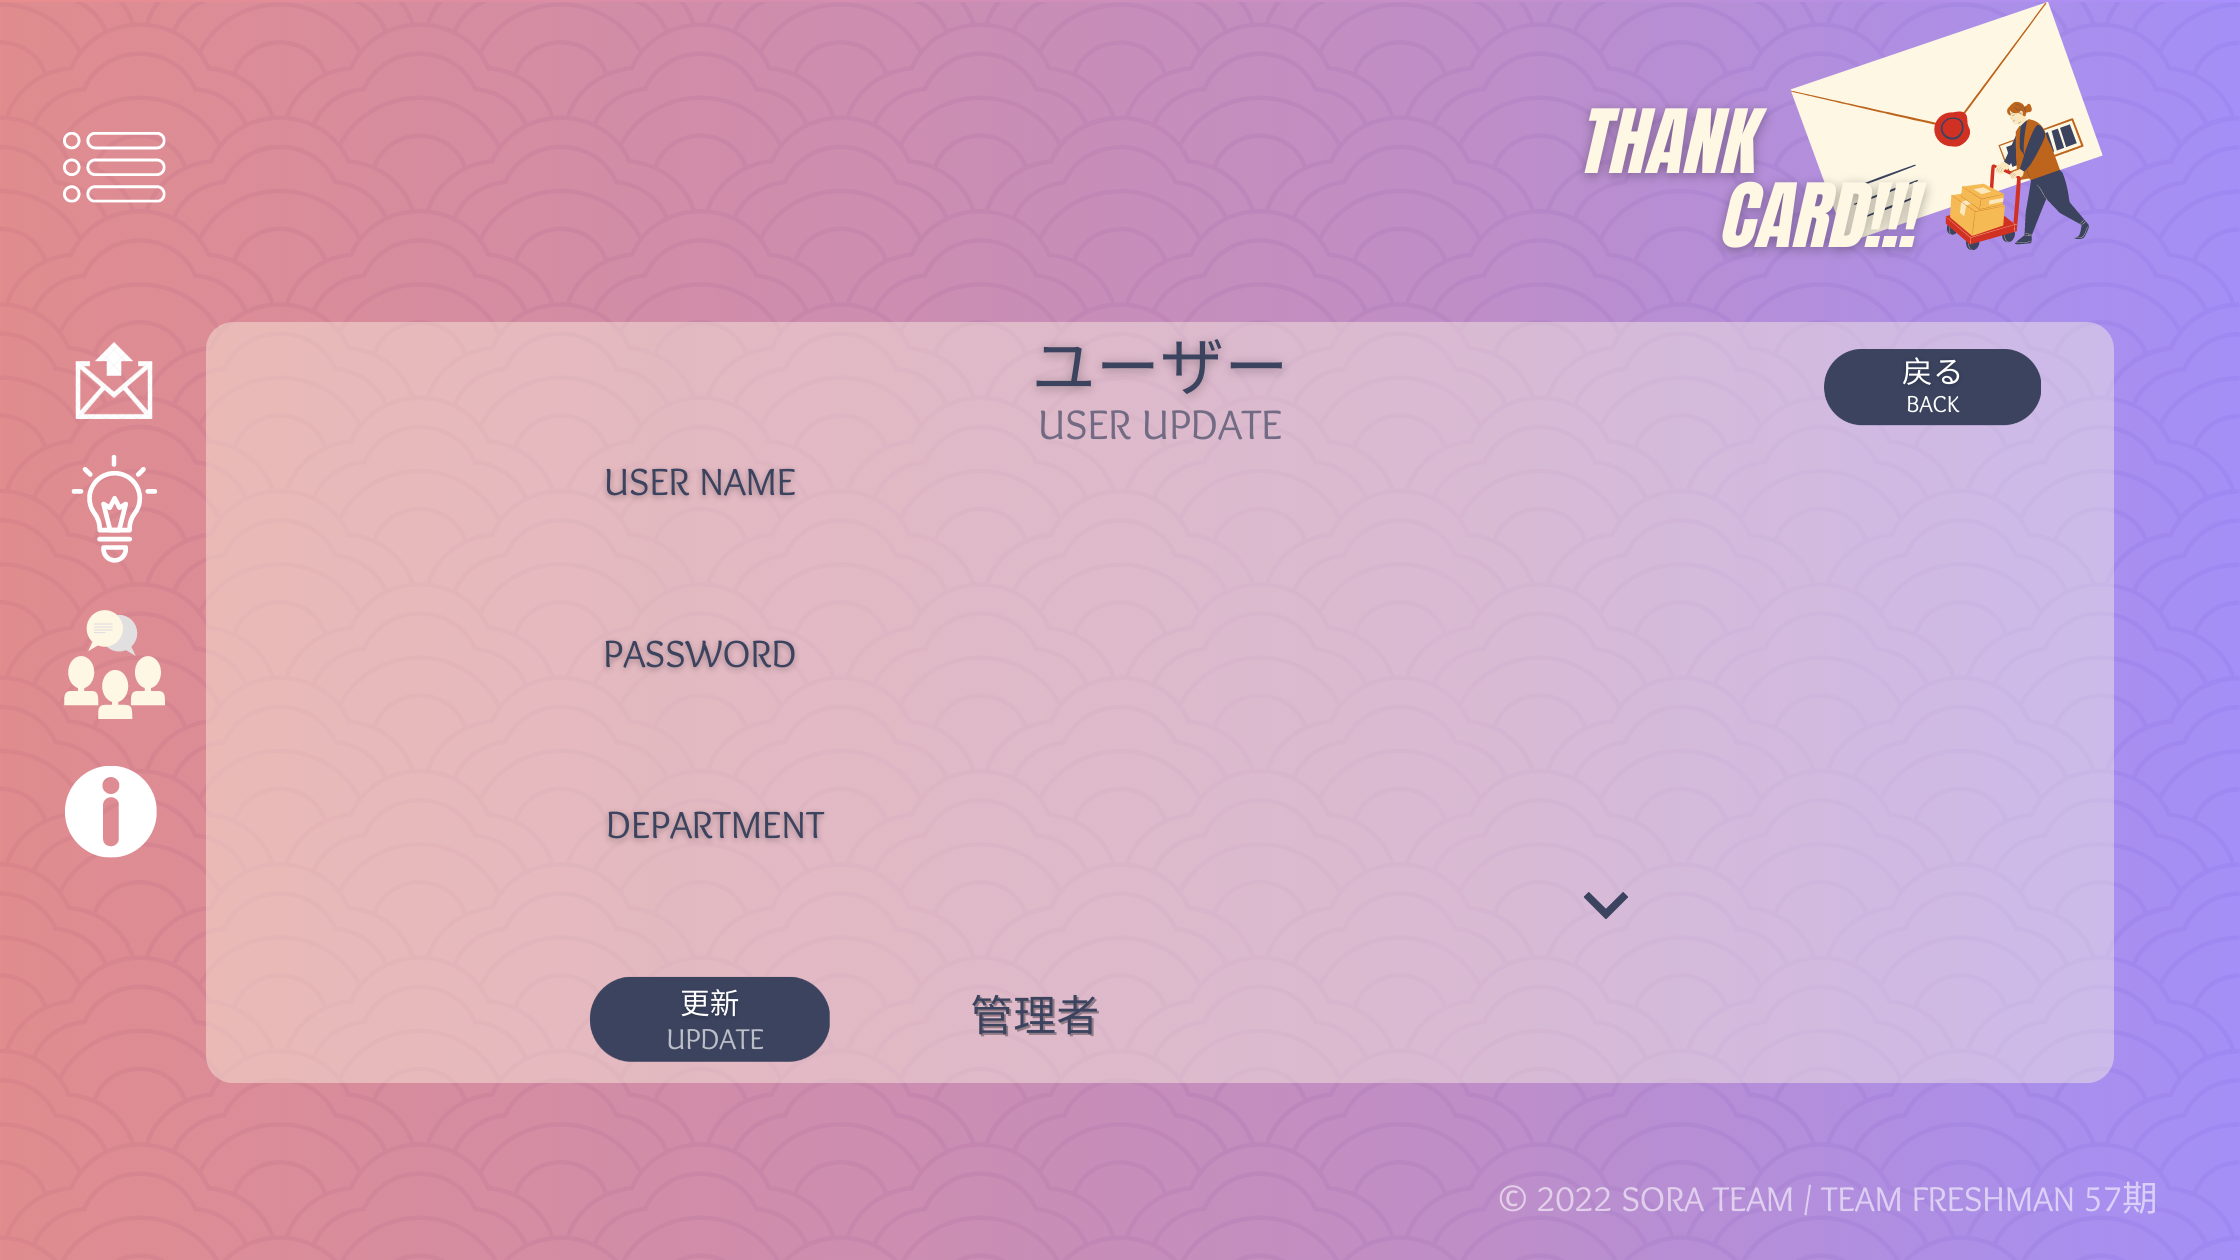 THANK
CARD!!!
ユーザー
USER UPDATE
戻る
BACK
USER NAME
PASSWORD
DEPARTMENT
更新
UPDATE
管理者
© 2022 SORA TEAM / TEAM FRESHMAN 57期